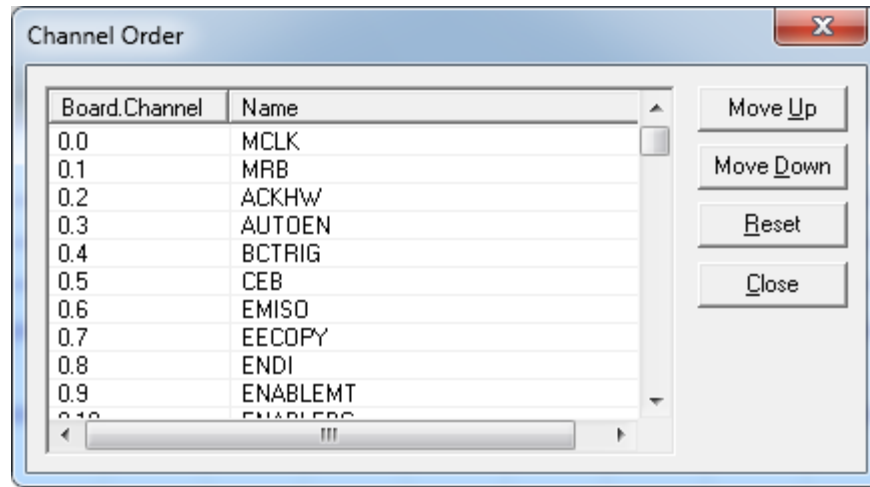 Channel Order
Board.Channel Name
0.0 MCLK
0.1 MRB
0.2 ACKHW
0.3 AUTOEN
0.4 BCTRIG
0.5 CEB
0.6 EMISO
0.7 EECOPY
0.8 ENDI
0.9 ENABLEMT
Move Up
Move Down
Reset
Close